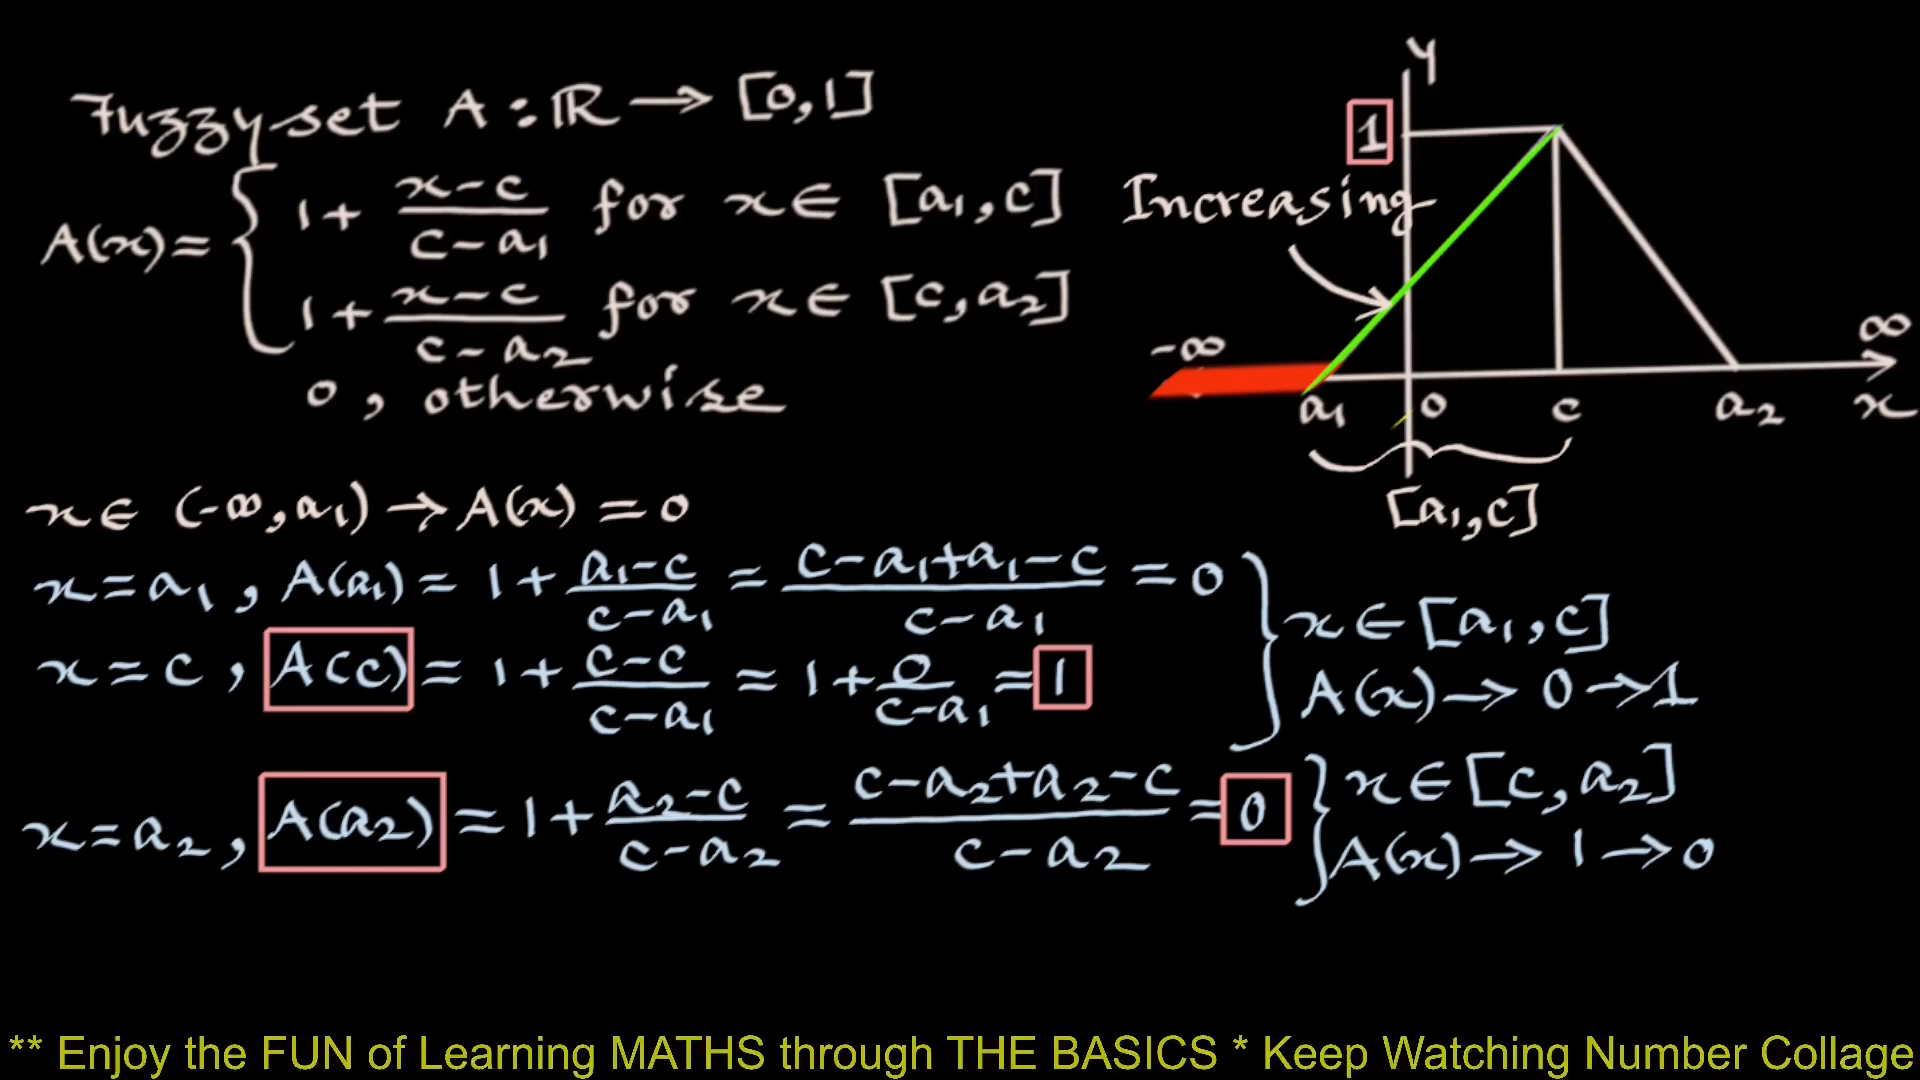 Fuzzy set A : ℝ → [0,1]
A(x) = { 1 + (x-c)/(c-a₁) for x ∈ [a₁,c]
1 + (x-c)/(c-a₂) for x ∈ [c,a₂]
0, otherwise
y
1
Increasing
-∞
∞
a₁ 0 c a₂ x
[a₁,c]
x ∈ (-∞,a₁) → A(x) = 0
x = a₁, A(a₁) = 1 + (a₁-c)/(c-a₁) = (c-a₁+a₁-c)/(c-a₁) = 0
x = c, A(c) = 1 + (c-c)/(c-a₁) = 1 + 0/(c-a₁) = 1
} x ∈ [a₁,c]
A(x) → 0 → 1
x = a₂, A(a₂) = 1 + (a₂-c)/(c-a₂) = (c-a₂+a₂-c)/(c-a₂) = 0
} x ∈ [c,a₂]
A(x) → 1 → 0
** Enjoy the FUN of Learning MATHS through THE BASICS * Keep Watching Number Collage